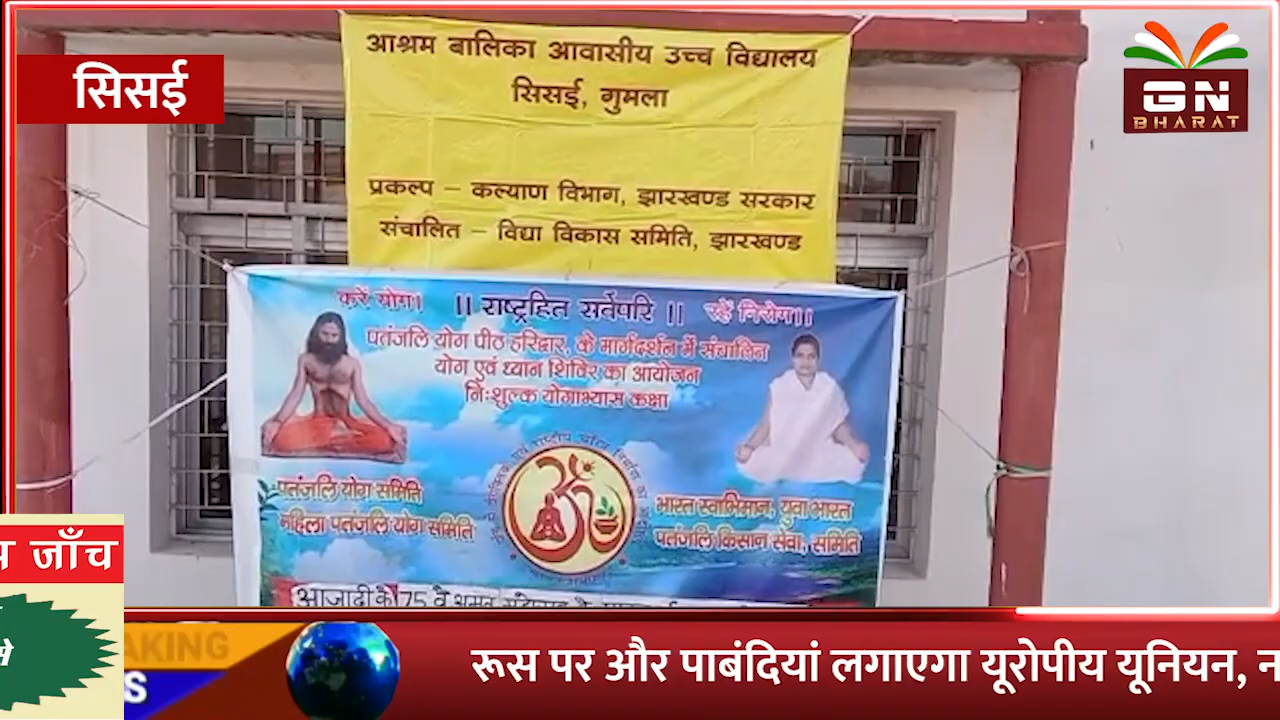 सिसई
GN
BHARAT
आश्रम बालिका आवासीय उच्च विद्यालय
सिसई, गुमला
प्रकल्प – कल्याण विभाग, झारखण्ड सरकार
संचालित – विद्या विकास समिति, झारखण्ड
करें योग। ।। राष्ट्रहित सर्वेपरि ।। रहें निरोग।।
पतंजलि योग पीठ हरिद्वार, के मार्गदर्शन में संचालित
योग एवं ध्यान शिविर का आयोजन
निःशुल्क योगाभ्यास कक्षा
पतंजलि योग समिति
महिला पतंजलि योग समिति
भारत स्वाभिमान, युवा भारत
पतंजलि किसान सेवा, समिति
आजादी के 75 वें
जाँच
से
रूस पर और पाबंदियां लगाएगा यूरोपीय यूनियन,